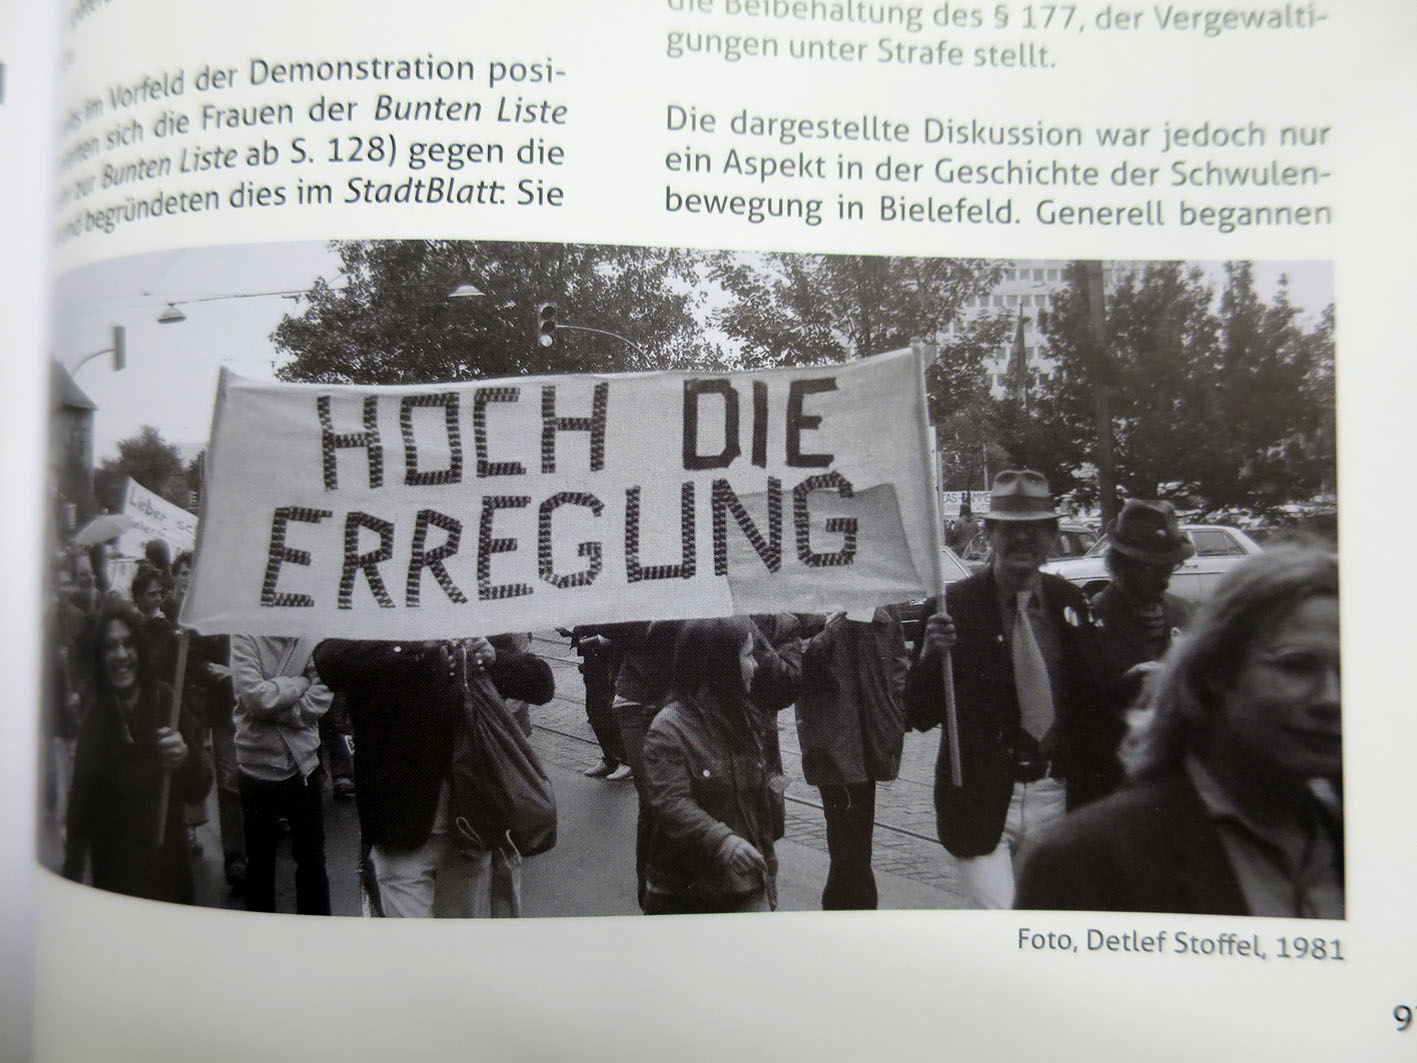 im Vorfeld der Demonstration posi-
sich die Frauen der Bunten Liste
zur Bunten Liste ab S. 128) gegen die
begründeten dies im StadtBlatt: Sie
die Beibehaltung des § 177, der Vergewalti-
gungen unter Strafe stellt.
Die dargestellte Diskussion war jedoch nur
ein Aspekt in der Geschichte der Schwulen-
bewegung in Bielefeld. Generell begannen
HOCH DIE
ERREGUNG
Lieber
Foto, Detlef Stoffel, 1981